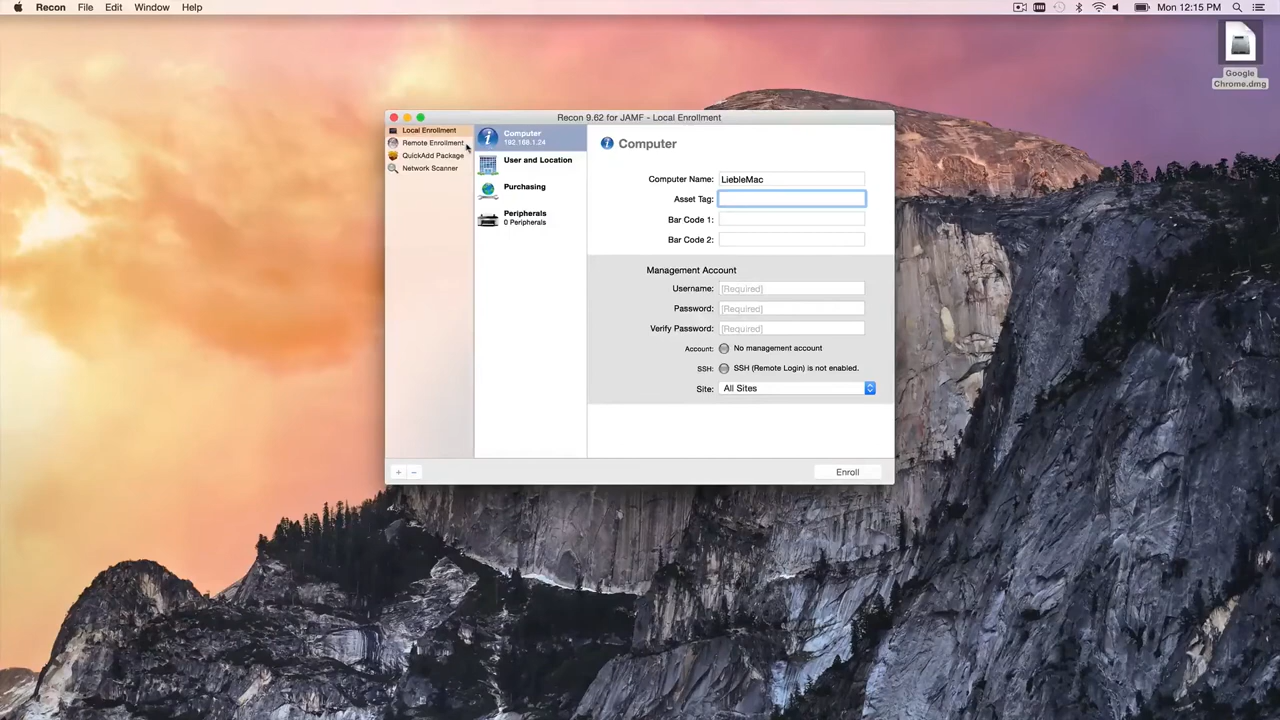 Recon File Edit Window Help
Mon 12:15 PM
Google
Chrome.dmg
Recon 9.62 for JAMF - Local Enrollment
Local Enrollment
Remote Enrollment
QuickAdd Package
Network Scanner
Computer
192.168.1.24
User and Location
Purchasing
Peripherals
0 Peripherals
Computer
Computer Name: LiebleMac
Asset Tag:
Bar Code 1:
Bar Code 2:
Management Account
Username: [Required]
Password: [Required]
Verify Password: [Required]
Account: No management account
SSH: SSH (Remote Login) is not enabled.
Site: All Sites
+ −
Enroll